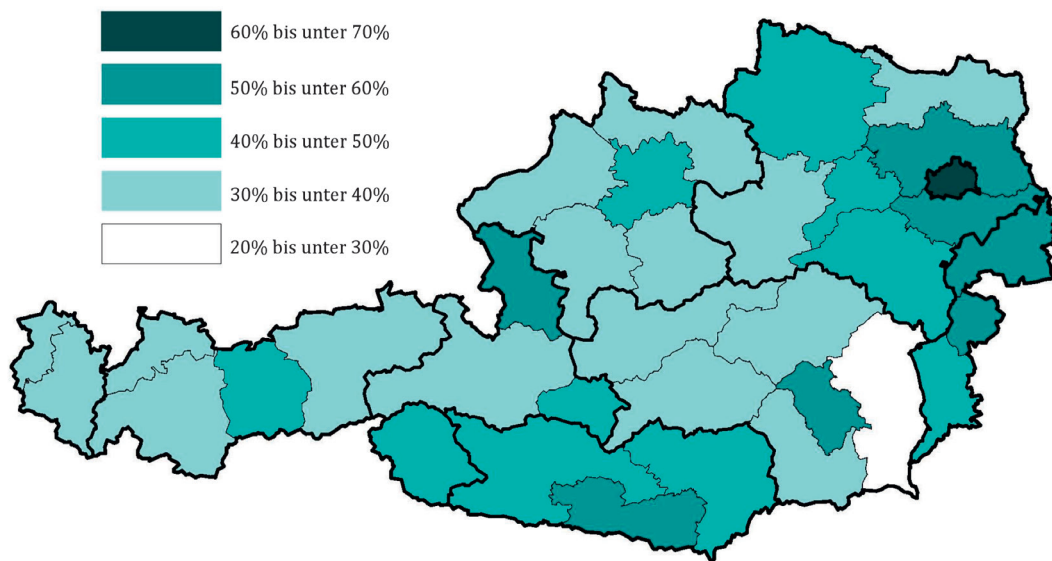 60% bis unter 70%
50% bis unter 60%
40% bis unter 50%
30% bis unter 40%
20% bis unter 30%